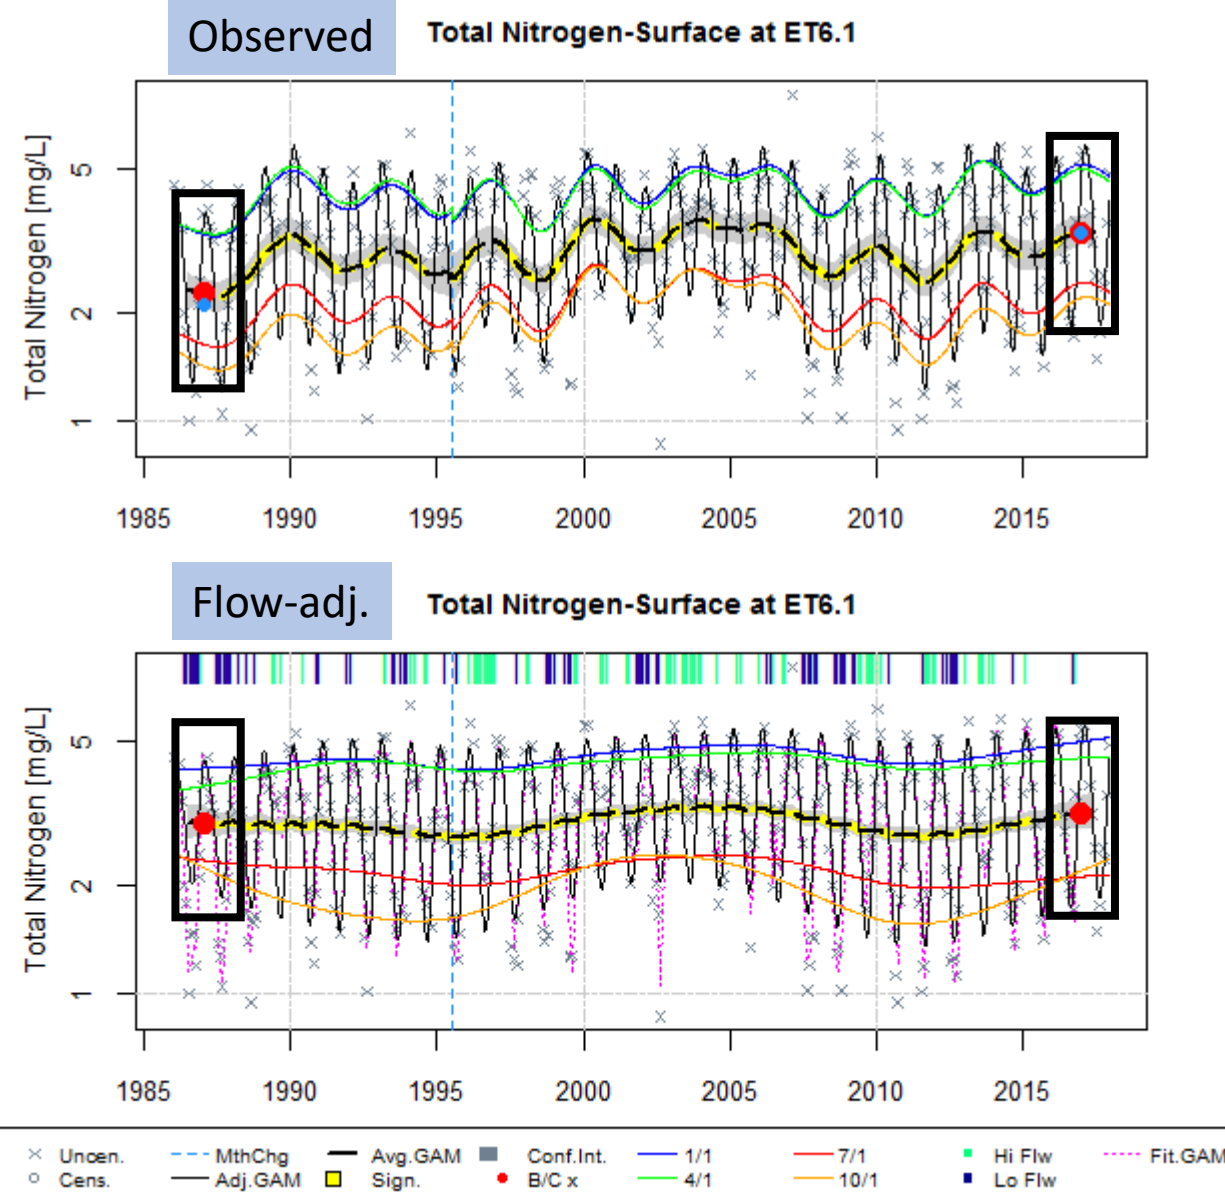 Observed
Total Nitrogen-Surface at ET6.1
Total Nitrogen [mg/L]
5
2
1
1985 1990 1995 2000 2005 2010 2015
Flow-adj.
Total Nitrogen-Surface at ET6.1
Total Nitrogen [mg/L]
5
2
1
1985 1990 1995 2000 2005 2010 2015
Uncen. MthChg Avg.GAM Conf.Int. 1/1 7/1 Hi Flw Fit.GAM
Cens. Adj.GAM Sign. B/C x 4/1 10/1 Lo Flw